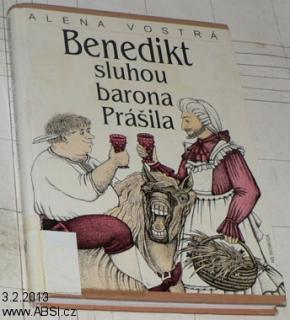 ALENA VOSTRÁ
Benedikt
sluhou
barona
Prášila
3.2.2013
www.ABSI.cz